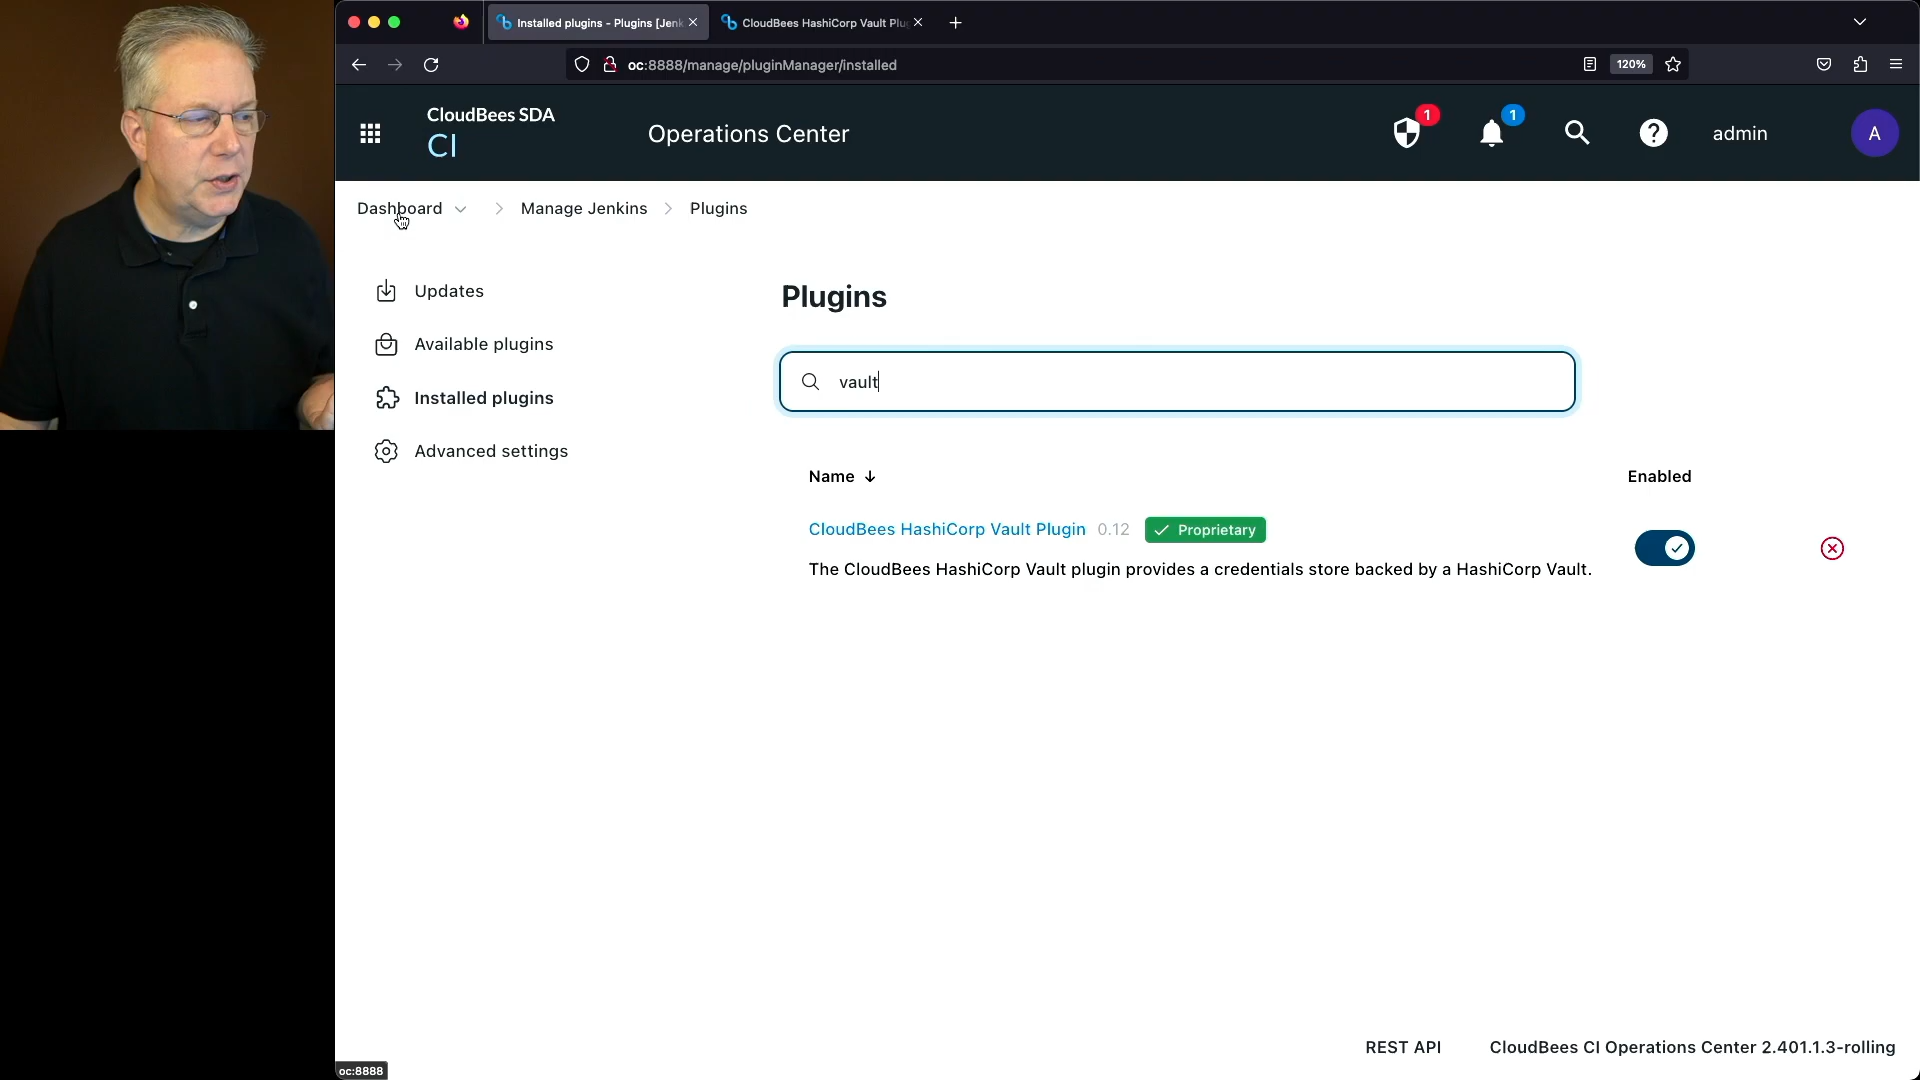 Installed plugins - Plugins [Jenk
CloudBees HashiCorp Vault Plu
oc:8888/manage/pluginManager/installed
120%
CloudBees SDA
CI
Operations Center
1
1
admin
A
Dashboard
Manage Jenkins
Plugins
Updates
Available plugins
Installed plugins
Advanced settings
Plugins
vault
Name
Enabled
CloudBees HashiCorp Vault Plugin 0.12 Proprietary
The CloudBees HashiCorp Vault plugin provides a credentials store backed by a HashiCorp Vault.
REST API
CloudBees CI Operations Center 2.401.1.3-rolling
oc:8888